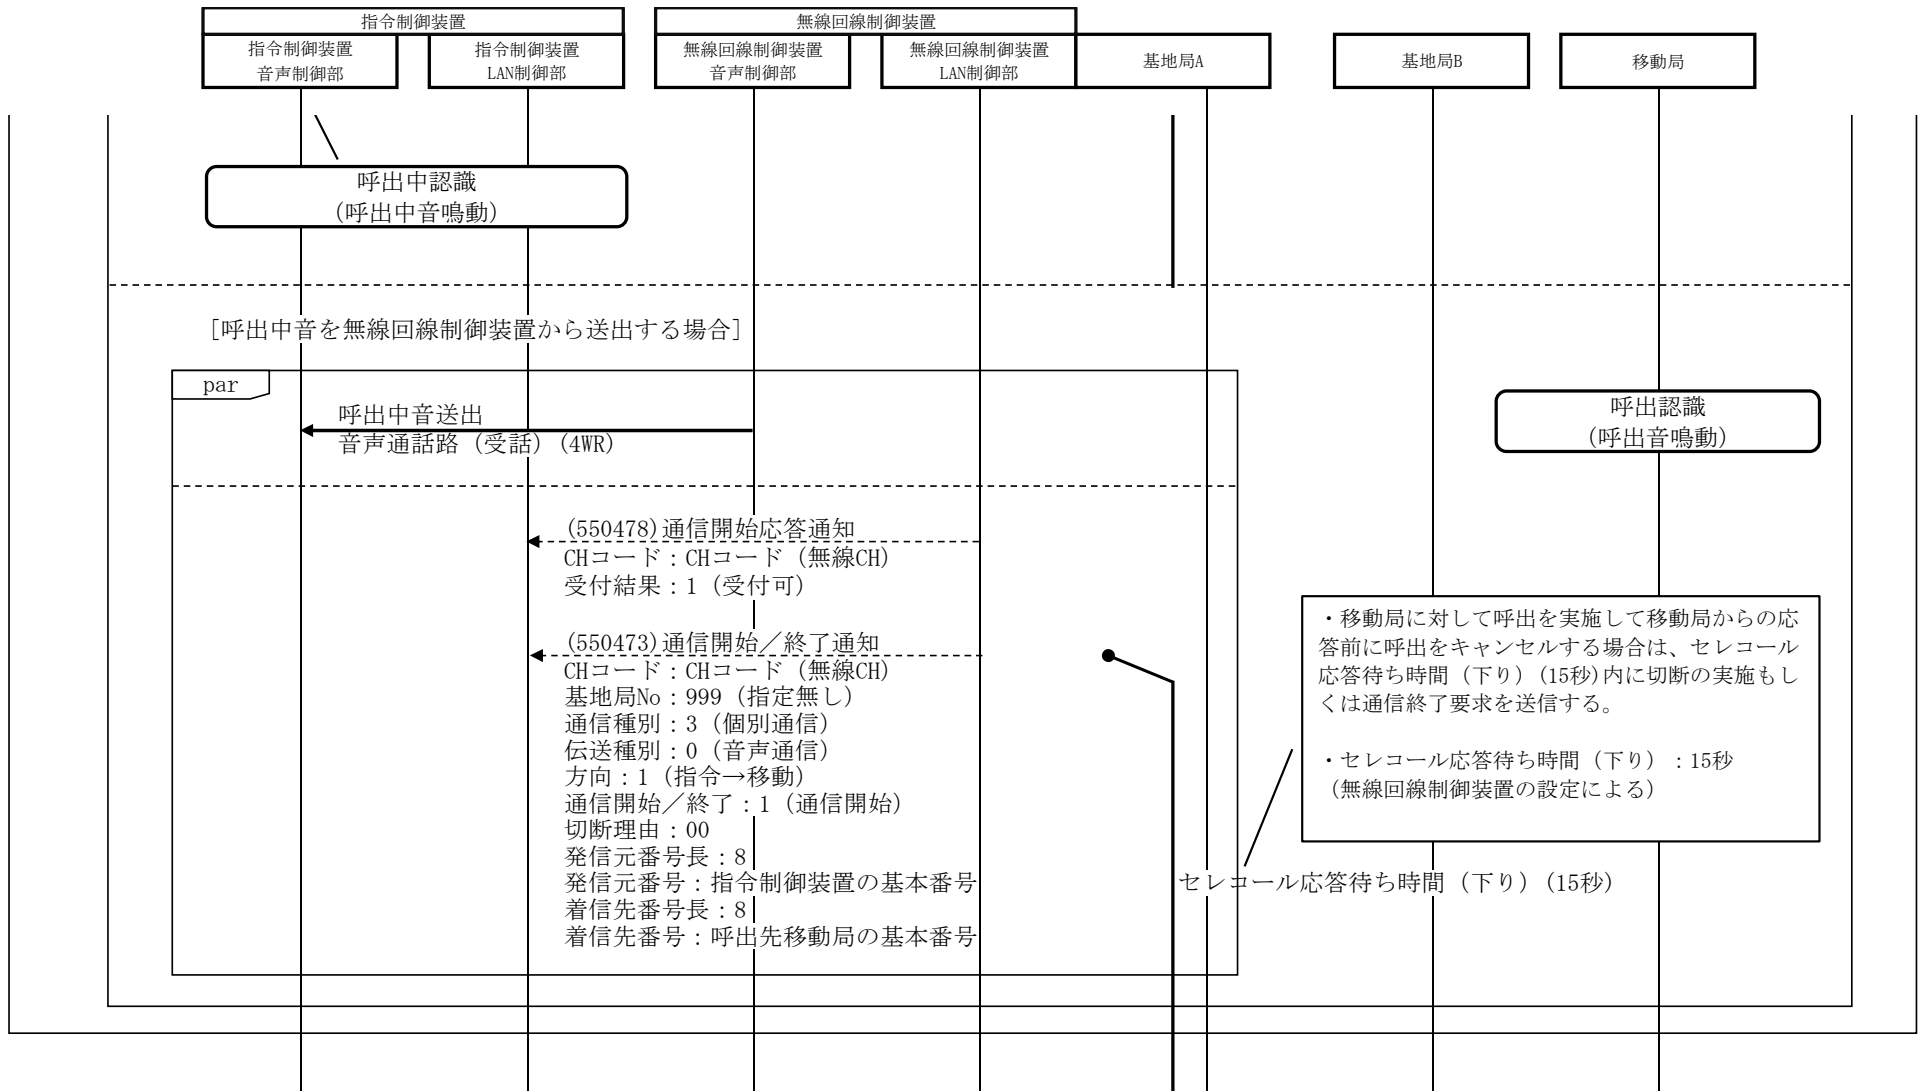 指令制御装置
無線回線制御装置
指令制御装置
音声制御部
指令制御装置
LAN制御部
無線回線制御装置
音声制御部
無線回線制御装置
LAN制御部
基地局A
基地局B
移動局
呼出中認識
(呼出中音鳴動)
[呼出中音を無線回線制御装置から送出する場合]
par
呼出中音送出
音声通話路（受話）(4WR)
呼出認識
(呼出音鳴動)
(550478)通信開始応答通知
CHコード：CHコード（無線CH）
受付結果：1（受付可）
(550473)通信開始／終了通知
CHコード：CHコード（無線CH）
基地局No：999（指定無し）
通信種別：3（個別通信）
伝送種別：0（音声通信）
方向：1（指令→移動）
通信開始／終了：1（通信開始）
切断理由：00
発信元番号長：8
発信元番号：指令制御装置の基本番号
着信先番号長：8
着信先番号：呼出先移動局の基本番号
・移動局に対して呼出を実施して移動局からの応
答前に呼出をキャンセルする場合は、セレコール
応答待ち時間（下り）(15秒)内に切断の実施もし
くは通信終了要求を送信する。
・セレコール応答待ち時間（下り）：15秒
（無線回線制御装置の設定による）
セレコール応答待ち時間（下り）(15秒)